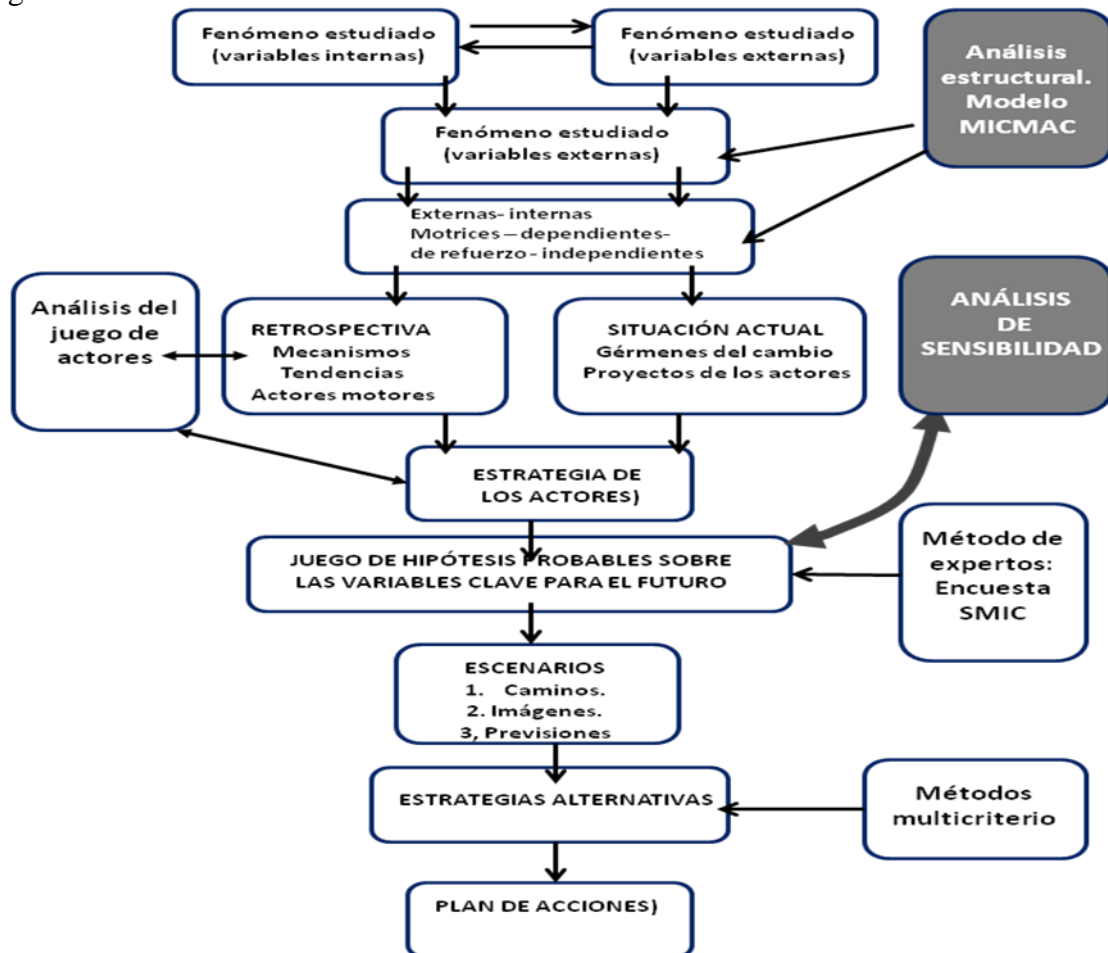 g
Fenómeno estudiado
(variables internas)
Fenómeno estudiado
(variables externas)
Análisis
estructural.
Modelo
MICMAC
Fenómeno estudiado
(variables externas)
Externas- internas
Motrices – dependientes-
de refuerzo - independientes
Análisis del
juego de
actores
RETROSPECTIVA
Mecanismos
Tendencias
Actores motores
SITUACIÓN ACTUAL
Gérmenes del cambio
Proyectos de los actores
ANÁLISIS
DE
SENSIBILIDAD
ESTRATEGIA DE
LOS ACTORES)
JUEGO DE HIPÓTESIS PROBABLES SOBRE
LAS VARIABLES CLAVE PARA EL FUTURO
Método de
expertos:
Encuesta
SMIC
ESCENARIOS
1. Caminos.
2. Imágenes.
3, Previsiones
ESTRATEGIAS ALTERNATIVAS
Métodos
multicriterio
PLAN DE ACCIONES)